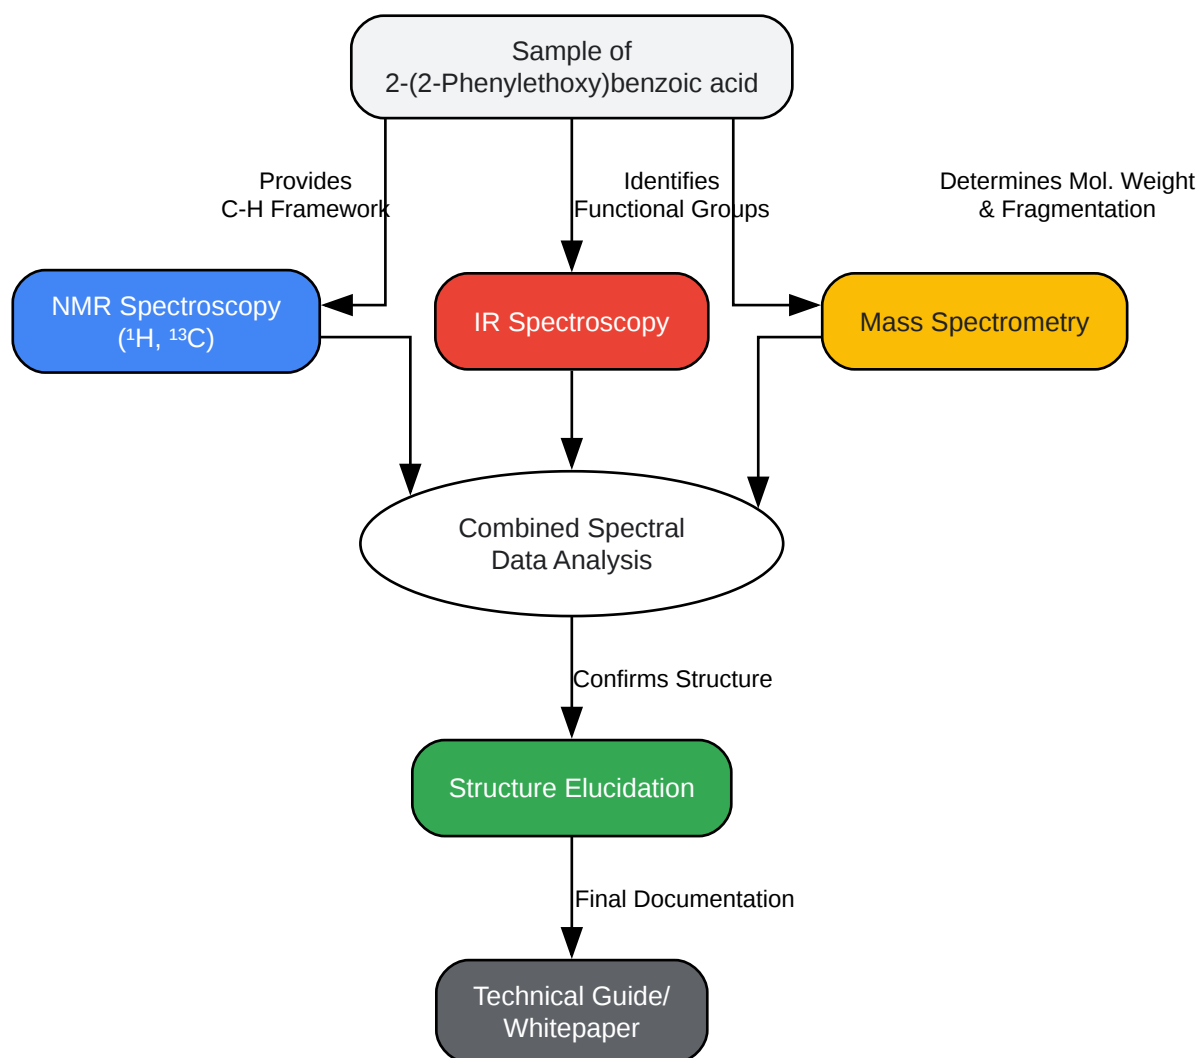 Sample of
2-(2-Phenylethoxy)benzoic acid
Provides
C-H Framework
Identifies
Functional Groups
Determines Mol. Weight
& Fragmentation
NMR Spectroscopy
(¹H, ¹³C)
IR Spectroscopy
Mass Spectrometry
Combined Spectral
Data Analysis
Confirms Structure
Structure Elucidation
Final Documentation
Technical Guide/
Whitepaper